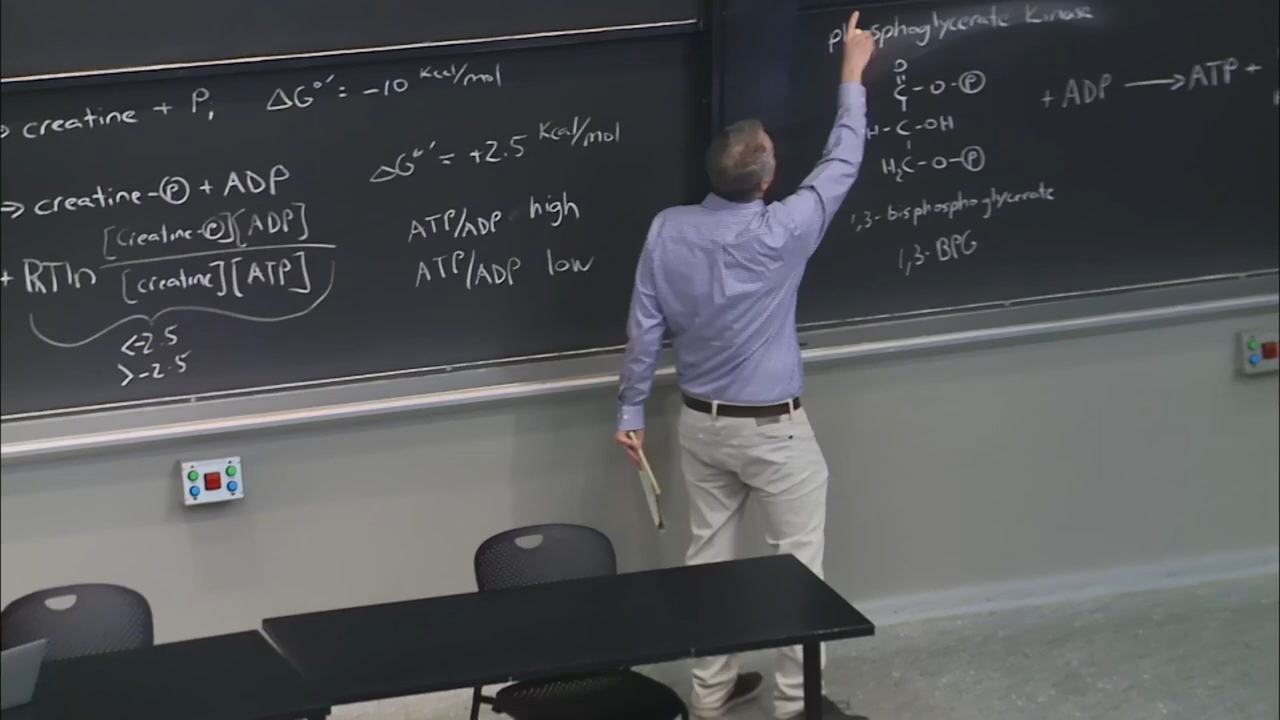 → creatine + Pi ΔG°' = -10 Kcal/mol
→ creatine-Ⓟ + ADP ΔG°' = +2.5 Kcal/mol
+ RTln [creatine-Ⓟ][ADP]
[creatine][ATP]
<-2.5
>-2.5
ATP/ADP high
ATP/ADP low
phosphoglycerate Kinase
O
C-O-Ⓟ
H-C-OH
H2C-O-Ⓟ
+ ADP → ATP +
1,3-bisphosphoglycerate
1,3-BPG